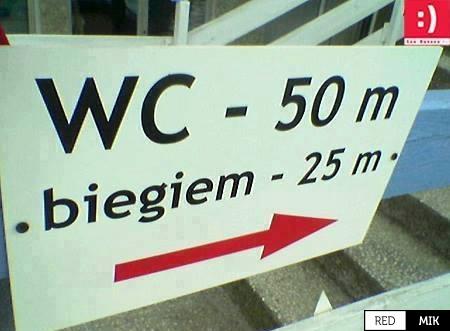 :)
WC - 50 m
biegiem - 25 m
RED MIK